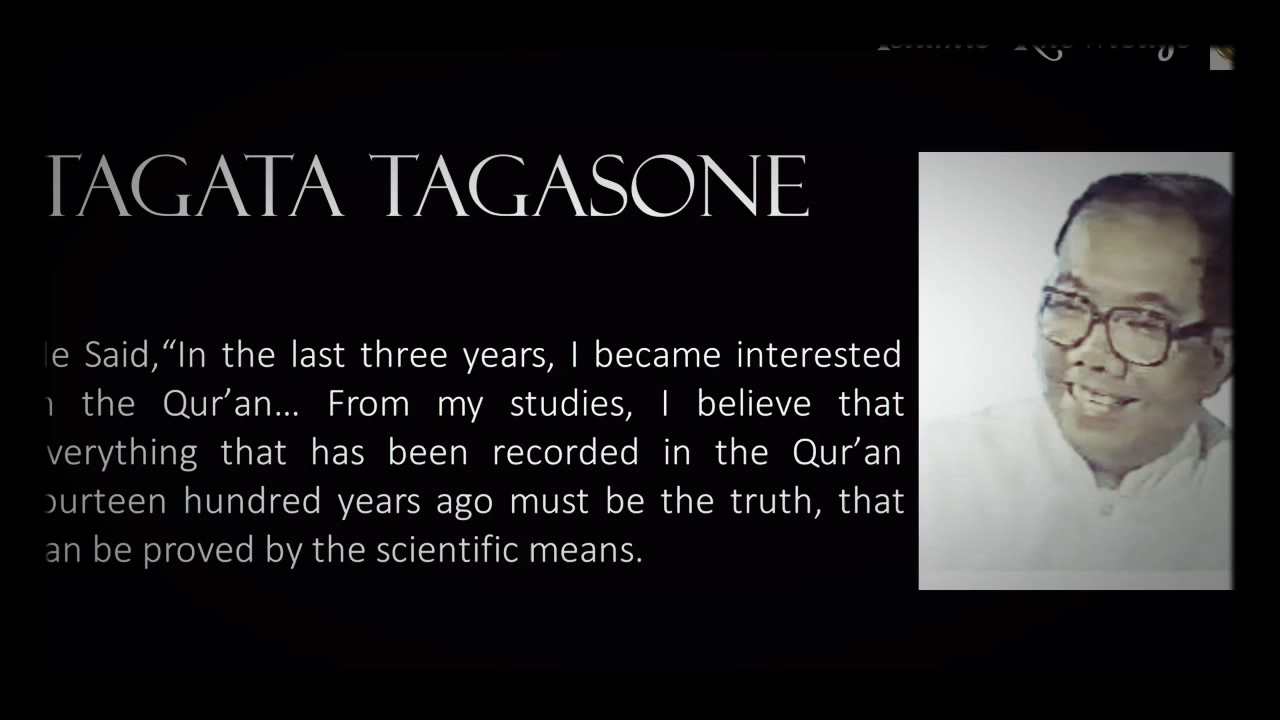 TAGATA TAGASONE
Said,“In the last three years, I became interested
the Qur’an... From my studies, I believe that
verything that has been recorded in the Qur’an
ourteen hundred years ago must be the truth, that
an be proved by the scientific means.